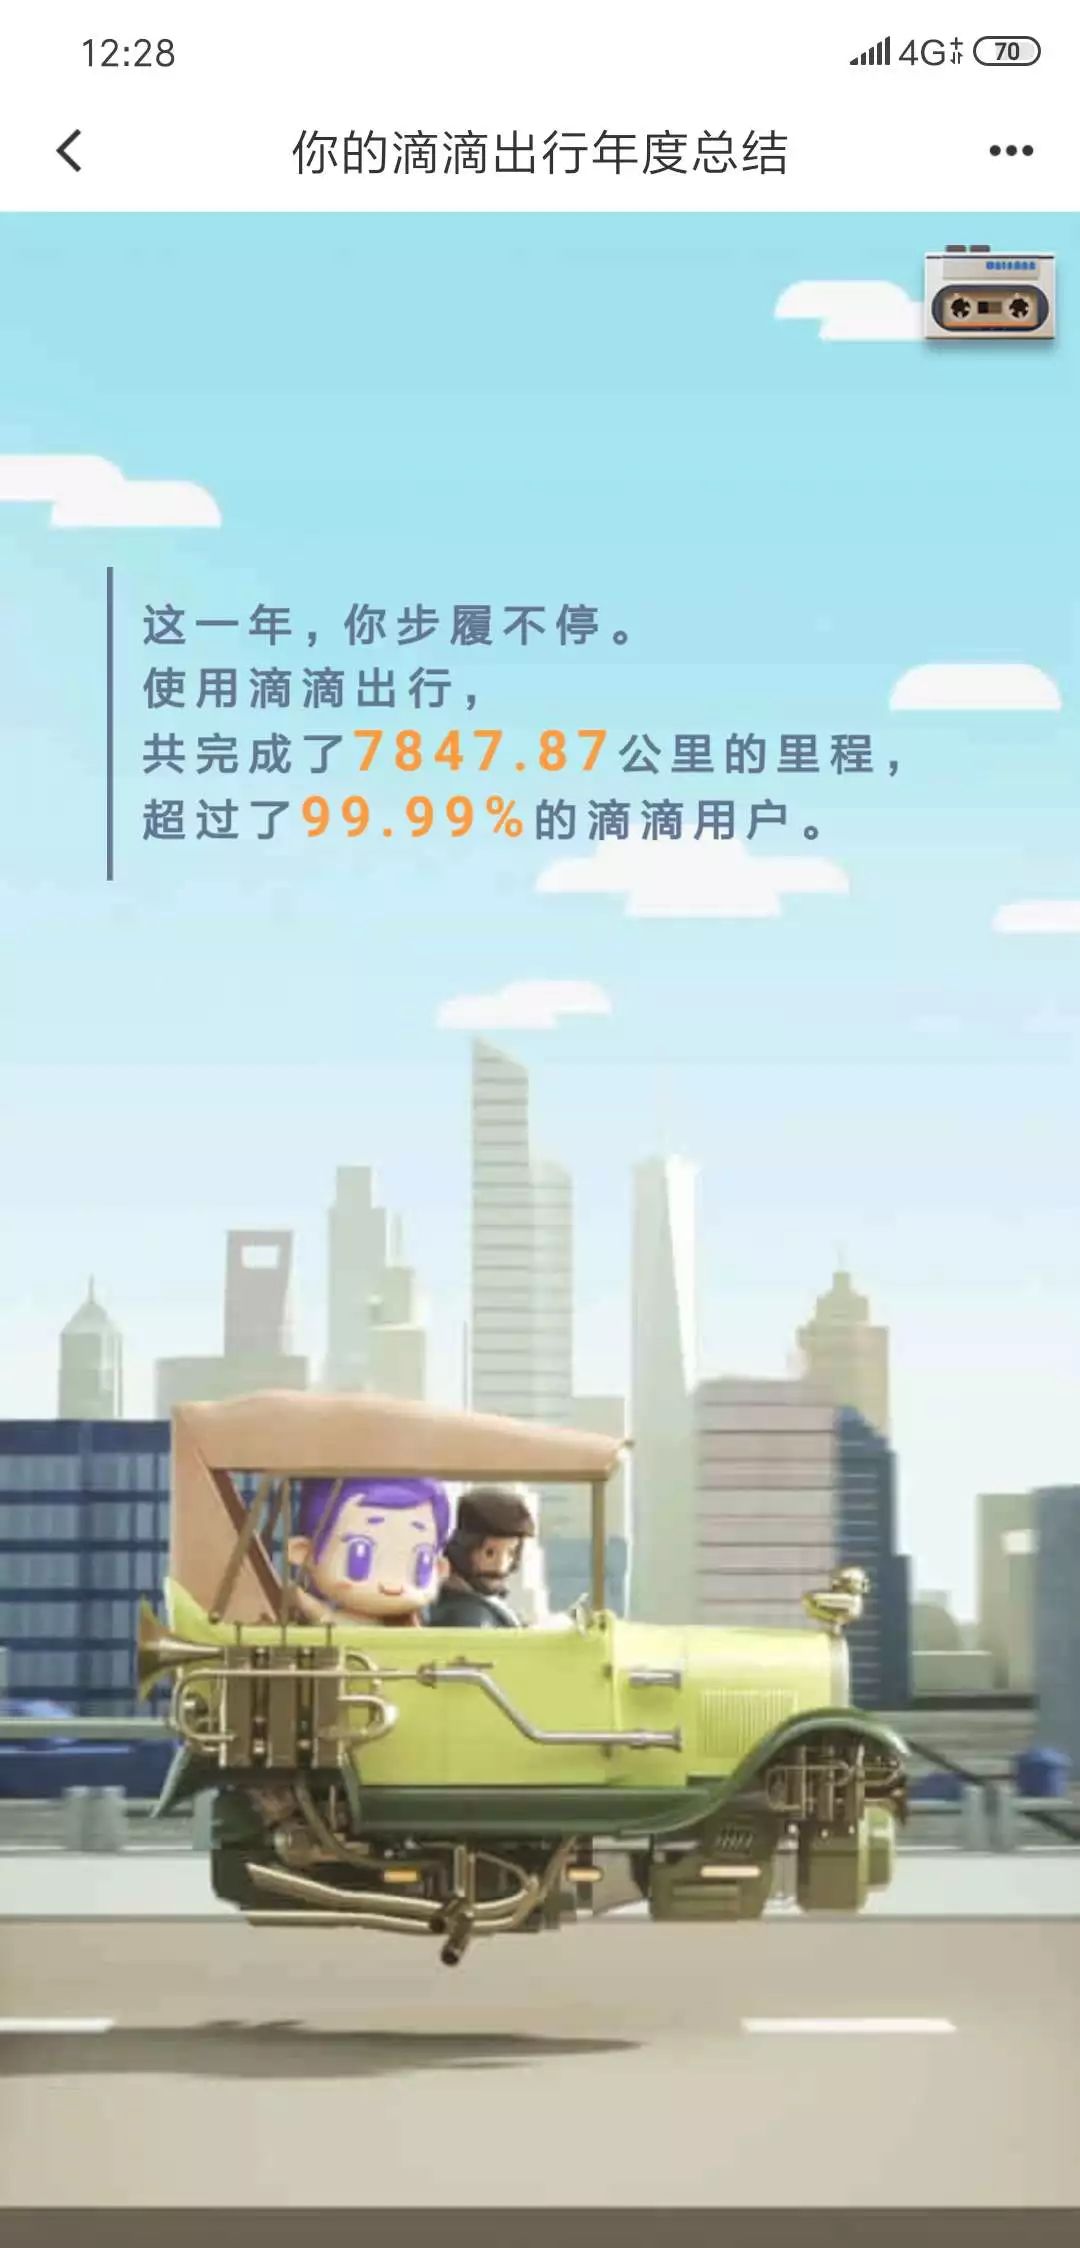 12:28
4G
70
你的滴滴出行年度总结
这一年，你步履不停。
使用滴滴出行，
共完成了7847.87公里的里程，
超过了99.99%的滴滴用户。